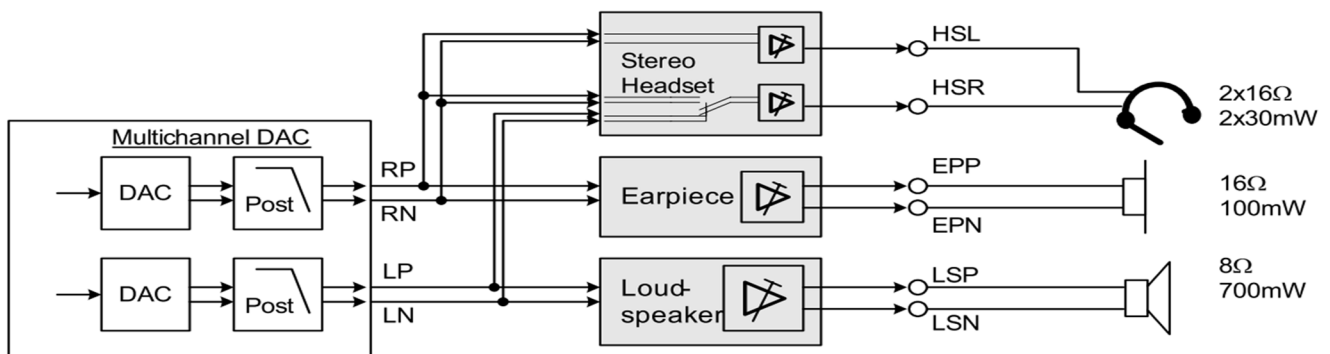 Multichannel DAC
DAC
Post
RP
RN
DAC
Post
LP
LN
Stereo
Headset
HSL
HSR
2x16Ω
2x30mW
Earpiece
EPP
EPN
16Ω
100mW
Loud-
speaker
LSP
LSN
8Ω
700mW